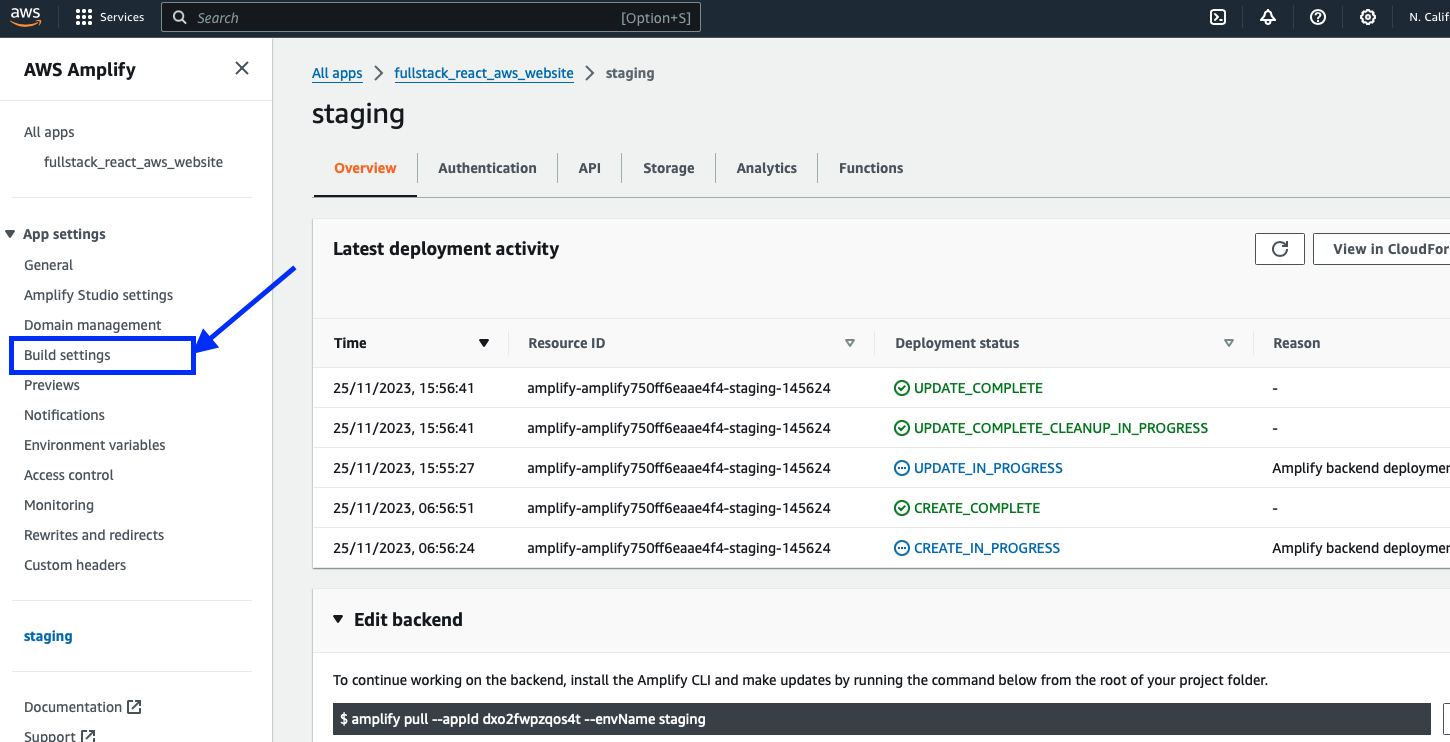 aws
Services
Search
[Option+S]
N. Calif
AWS Amplify
All apps
fullstack_react_aws_website
App settings
General
Amplify Studio settings
Domain management
Build settings
Previews
Notifications
Environment variables
Access control
Monitoring
Rewrites and redirects
Custom headers
staging
Documentation
Support
All apps
fullstack_react_aws_website
staging
staging
Overview
Authentication
API
Storage
Analytics
Functions
Latest deployment activity
View in CloudFor
Time Resource ID Deployment status Reason
25/11/2023, 15:56:41 amplify-amplify750ff6eaae4f4-staging-145624 UPDATE_COMPLETE -
25/11/2023, 15:56:41 amplify-amplify750ff6eaae4f4-staging-145624 UPDATE_COMPLETE_CLEANUP_IN_PROGRESS -
25/11/2023, 15:55:27 amplify-amplify750ff6eaae4f4-staging-145624 UPDATE_IN_PROGRESS Amplify backend deploymen
25/11/2023, 06:56:51 amplify-amplify750ff6eaae4f4-staging-145624 CREATE_COMPLETE -
25/11/2023, 06:56:24 amplify-amplify750ff6eaae4f4-staging-145624 CREATE_IN_PROGRESS Amplify backend deploymen
Edit backend
To continue working on the backend, install the Amplify CLI and make updates by running the command below from the root of your project folder.
$ amplify pull --appId dxo2fwpzqos4t --envName staging